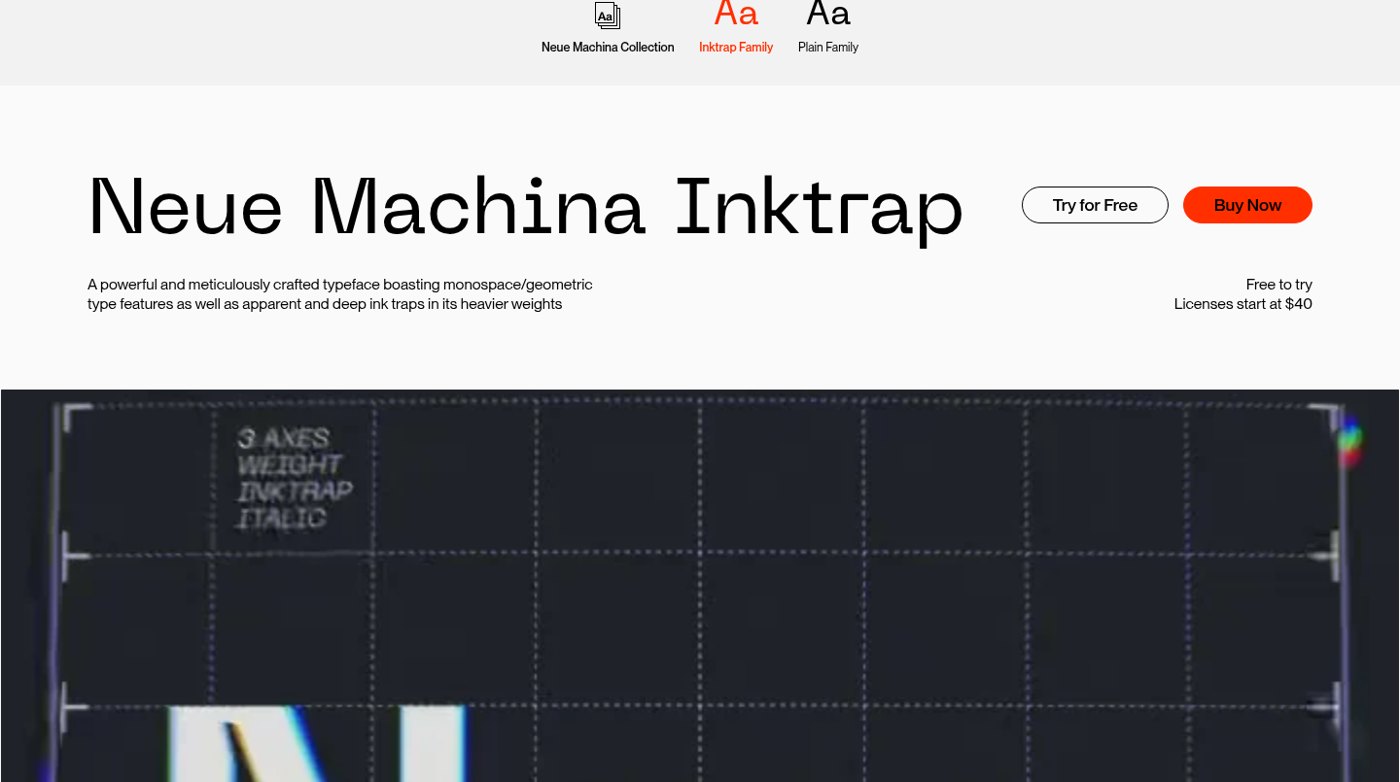 Aa
Aa
Aa
Neue Machina Collection
Inktrap Family
Plain Family
Neue Machina Inktrap
Try for Free
Buy Now
A powerful and meticulously crafted typeface boasting monospace/geometric
type features as well as apparent and deep ink traps in its heavier weights
Free to try
Licenses start at $40
3 AXES
WEIGHT
INKTRAP
ITALIC